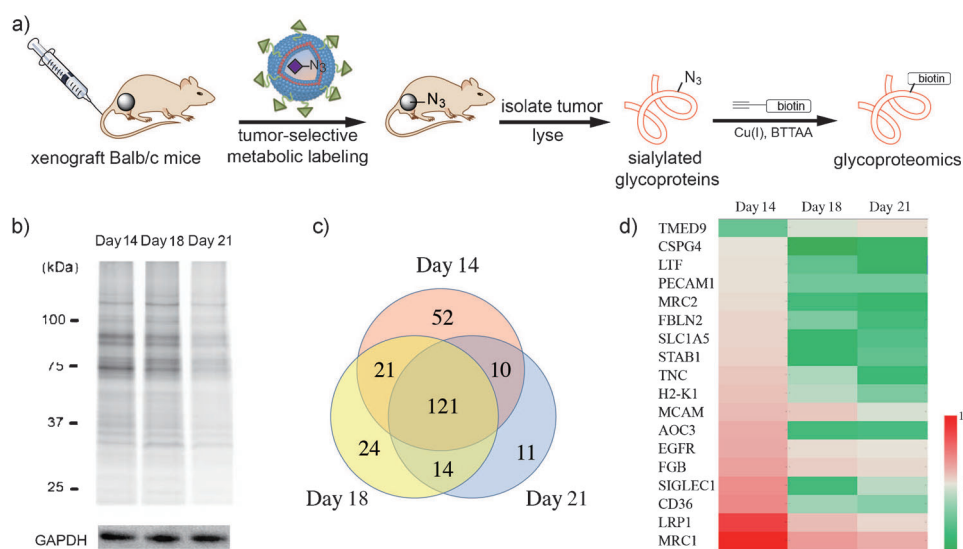 a)
N₃
xenograft Balb/c mice
tumor-selective
metabolic labeling
N₃
isolate tumor
lyse
N₃
sialylated
glycoproteins
biotin
Cu(I), BTTAA
biotin
glycoproteomics
b)
Day 14 Day 18 Day 21
(kDa)
100
75
37
25
GAPDH
c)
Day 14
52
21
10
121
24
14
11
Day 18
Day 21
d)
Day 14 Day 18 Day 21
TMED9
CSPG4
LTF
PECAM1
MRC2
FBLN2
SLC1A5
STAB1
TNC
H2-K1
MCAM
AOC3
EGFR
FGB
SIGLEC1
CD36
LRP1
MRC1
1